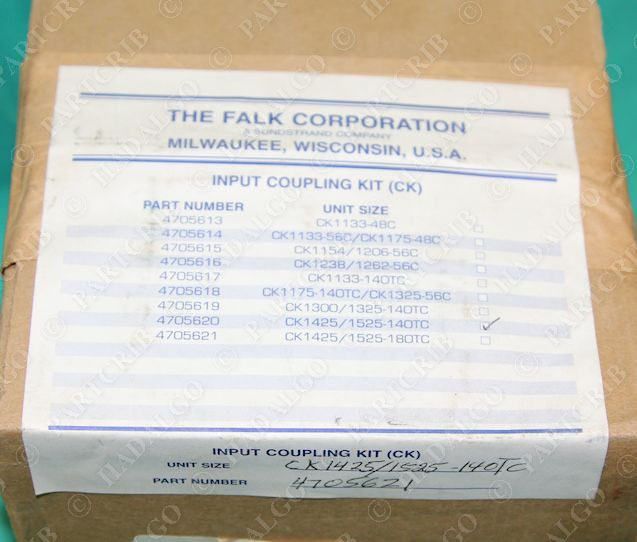 THE FALK CORPORATION
A SUNDSTRAND COMPANY
MILWAUKEE, WISCONSIN, U.S.A.
INPUT COUPLING KIT (CK)
PART NUMBER UNIT SIZE
4705613 CK1133-48C
4705614 CK1133-56C/CK1175-48C
4705615 CK1154/1206-56C
4705616 CK1238/1262-56C
4705617 CK1133-140TC
4705618 CK1175-140TC/CK1325-56C
4705619 CK1300/1325-140TC
4705620 CK1425/1525-140TC ✓
4705621 CK1425/1525-180TC
INPUT COUPLING KIT (CK)
UNIT SIZE CK1425/1525-140TC
PART NUMBER 4705621
© PARTCRIB
© HADALGO